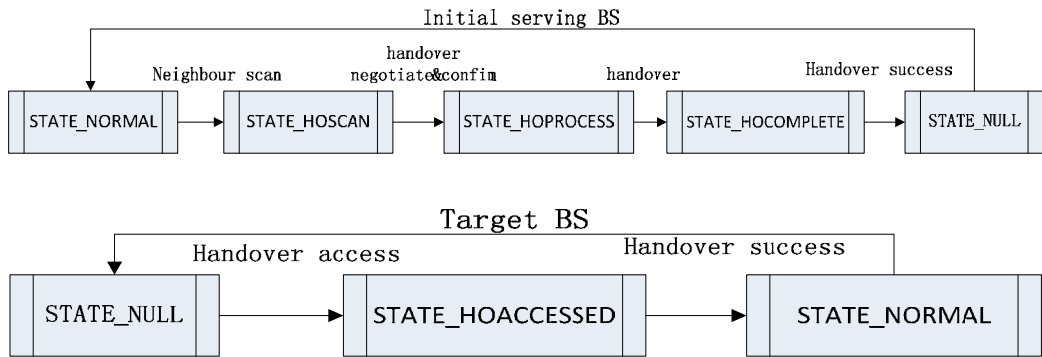 Initial serving BS
Neighbour scan
handover
negotiate&confim
handover
Handover success
STATE_NORMAL
STATE_HOSCAN
STATE_HOPROCESS
STATE_HOCOMPLETE
STATE_NULL
Target BS
Handover access
Handover success
STATE_NULL
STATE_HOACCESSED
STATE_NORMAL